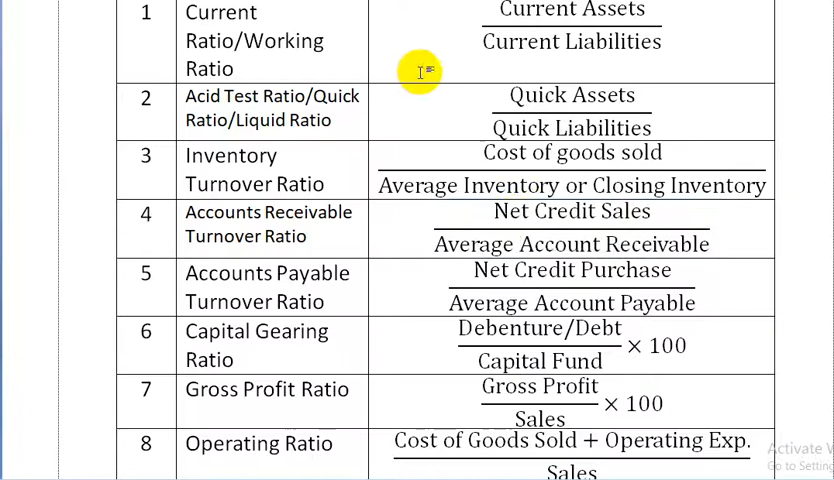 1 Current Ratio/Working Ratio Current Assets
Current Liabilities
2 Acid Test Ratio/Quick Ratio/Liquid Ratio Quick Assets
Quick Liabilities
3 Inventory Turnover Ratio Cost of goods sold
Average Inventory or Closing Inventory
4 Accounts Receivable Turnover Ratio Net Credit Sales
Average Account Receivable
5 Accounts Payable Turnover Ratio Net Credit Purchase
Average Account Payable
6 Capital Gearing Ratio Debenture/Debt
Capital Fund × 100
7 Gross Profit Ratio Gross Profit
Sales × 100
8 Operating Ratio Cost of Goods Sold + Operating Exp.
Sales
Activate
Go to